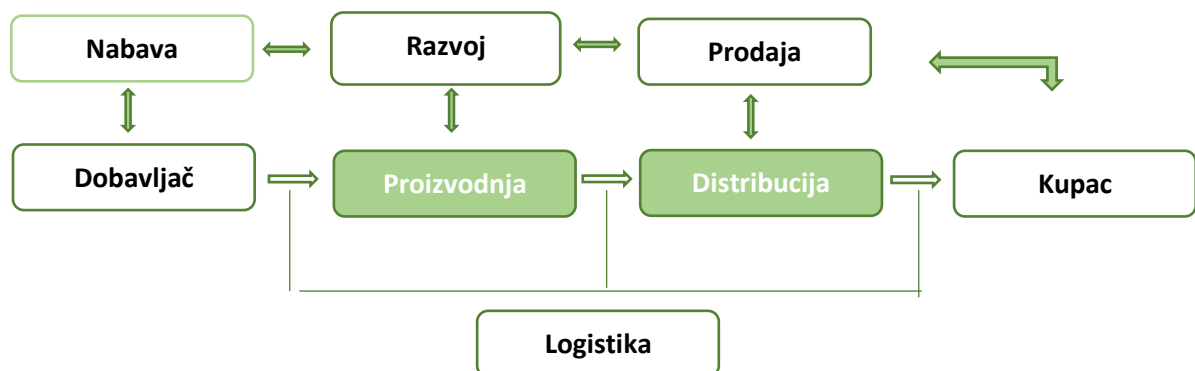 Nabava
Razvoj
Prodaja
Dobavljač
Proizvodnja
Distribucija
Kupac
Logistika